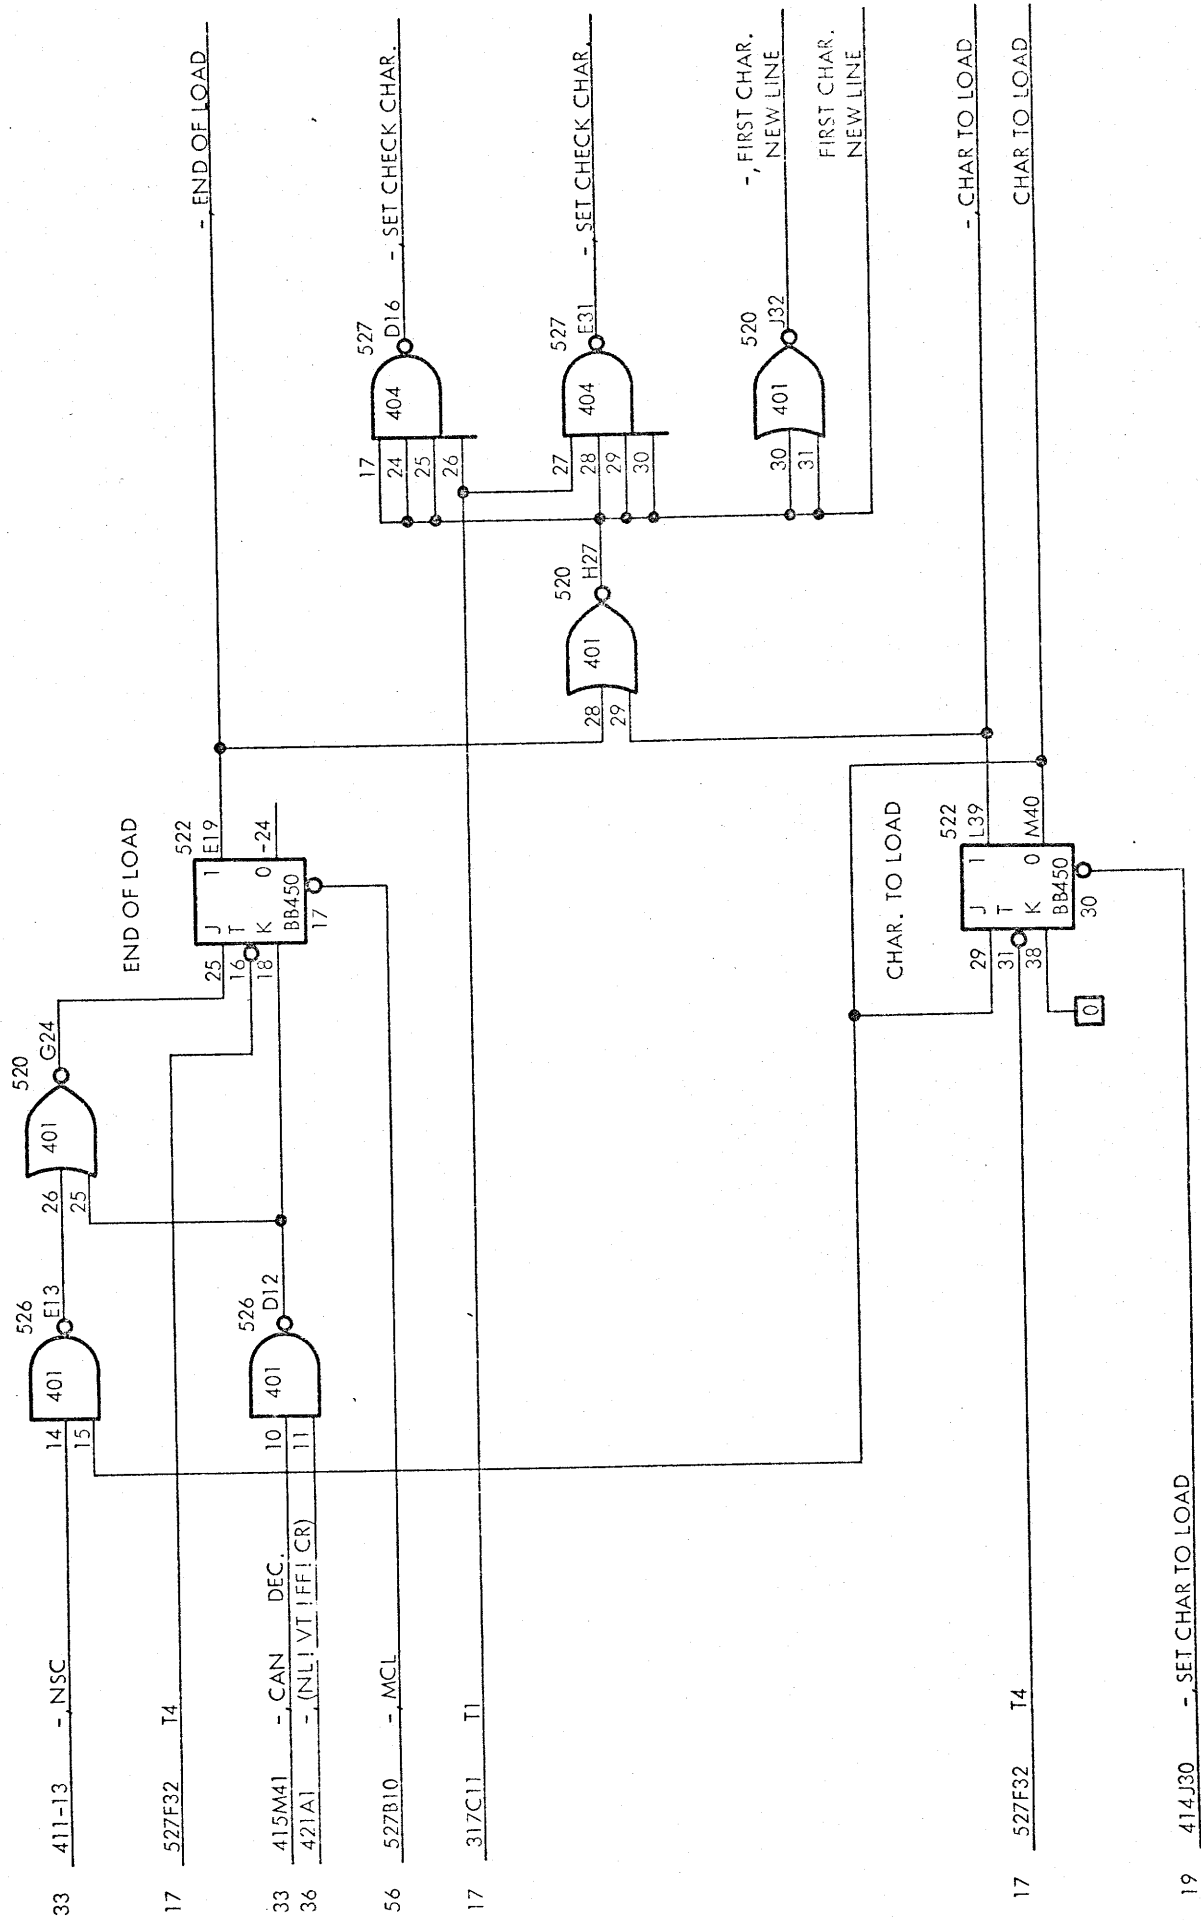 33 411-13 -,NSC
14
15
401
526
E13
26
25
401
520
G24
17 527F32 T4
33 415M41 -,CAN DEC.
36 421A1 -,(NL!VT!FF!CR)
10
11
401
526
D12
END OF LOAD
25
16
18
J
T
K
1
0
BB450
17
522
E19
-24
-,END OF LOAD
56 527B10 -,MCL
17 317C11 T1
28
29
401
520
H27
17
24
25
26
404
527
D16
-,SET CHECK CHAR.
27
28
29
30
404
527
E31
-,SET CHECK CHAR.
30
31
401
520
J32
-,FIRST CHAR.
NEW LINE
FIRST CHAR.
NEW LINE
CHAR. TO LOAD
29
31
38
0
J
T
K
1
0
BB450
30
522
L39
M40
-,CHAR TO LOAD
CHAR TO LOAD
17 527F32 T4
19 414J30 -,SET CHAR TO LOAD